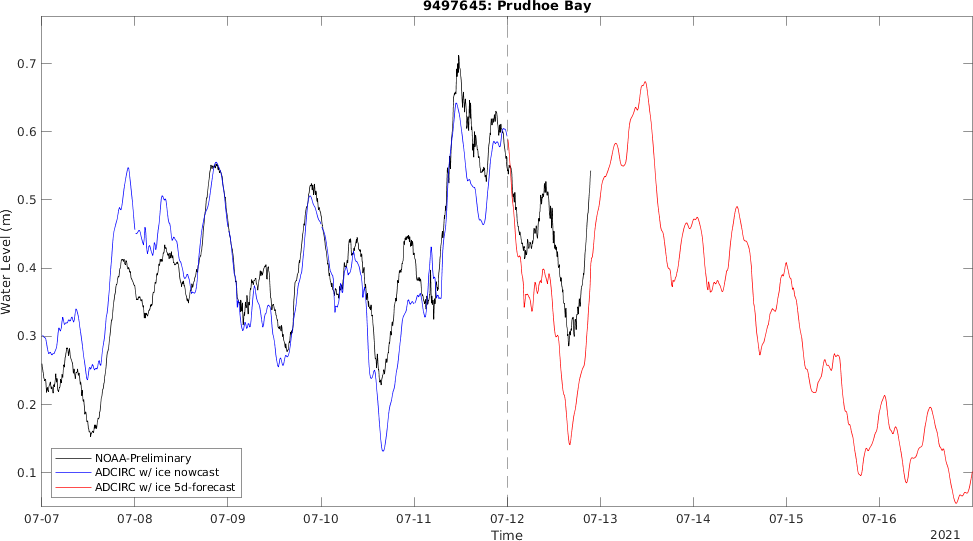 9497645: Prudhoe Bay
Water Level (m)
0.7
0.6
0.5
0.4
0.3
0.2
0.1
NOAA-Preliminary
ADCIRC w/ ice nowcast
ADCIRC w/ ice 5d-forecast
07-07 07-08 07-09 07-10 07-11 07-12 07-13 07-14 07-15 07-16
Time
2021